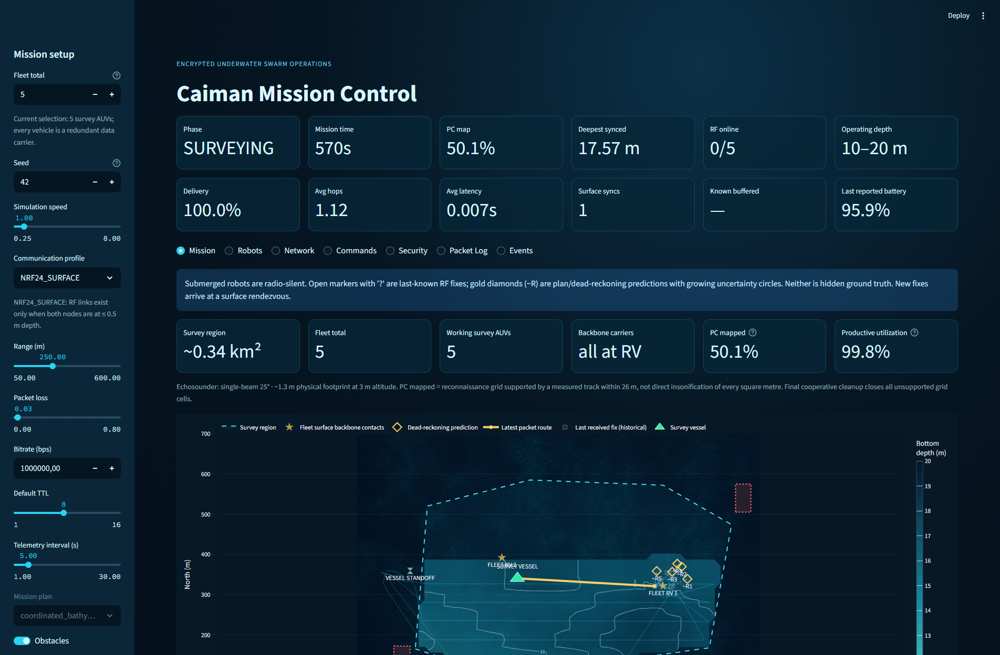 Deploy
Mission setup
Fleet total
5
Current selection: 5 survey AUVs;
every vehicle is a redundant data
carrier.
Seed
42
Simulation speed
1.00
0.25 8.00
Communication profile
NRF24_SURFACE
NRF24_SURFACE: RF links exist
only when both nodes are at ≤ 0.5
m depth.
Range (m)
250.00
50.00 600.00
Packet loss
0.03
0.00 0.80
Bitrate (bps)
1000000,00
Default TTL
8
1 16
Telemetry interval (s)
5.00
1.00 30.00
Mission plan
coordinated_bathy...
Obstacles
ENCRYPTED UNDERWATER SWARM OPERATIONS
Caiman Mission Control
Phase
SURVEYING
Mission time
570s
PC map
50.1%
Deepest synced
17.57 m
RF online
0/5
Operating depth
10–20 m
Delivery
100.0%
Avg hops
1.12
Avg latency
0.007s
Surface syncs
1
Known buffered
—
Last reported battery
95.9%
Mission Robots Network Commands Security Packet Log Events
Submerged robots are radio-silent. Open markers with '?' are last-known RF fixes; gold diamonds (~R) are plan/dead-reckoning predictions with growing uncertainty circles. Neither is hidden ground truth. New fixes
arrive at a surface rendezvous.
Survey region
~0.34 km²
Fleet total
5
Working survey AUVs
5
Backbone carriers
all at RV
PC mapped
50.1%
Productive utilization
99.8%
Echosounder: single-beam 25° · ~1.3 m physical footprint at 3 m altitude. PC mapped = reconnaissance grid supported by a measured track within 26 m, not direct insonification of every square metre. Final cooperative cleanup closes all unsupported grid
cells.
Survey region Fleet surface backbone contacts Dead-reckoning prediction Latest packet route Last received fix (historical) Survey vessel
700
600
500
400
300
200
North (m)
Bottom
depth (m)
20
19
18
17
16
15
14
13
FLEET RV 2
SURVEY VESSEL
VESSEL STANDOFF
~R4
~R2
~R5
~R3
~R1
FLEET RV 1
15